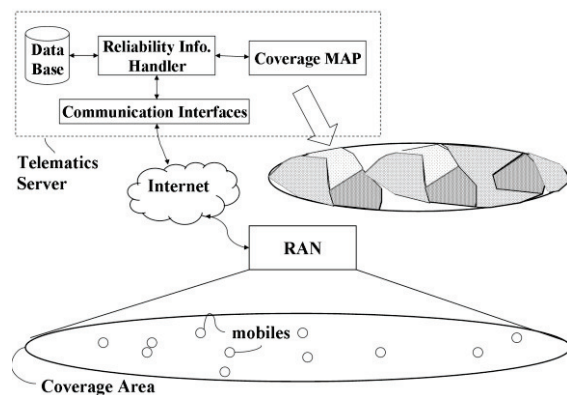 Data
Base
Reliability Info.
Handler
Coverage MAP
Communication Interfaces
Telematics
Server
Internet
RAN
mobiles
Coverage Area